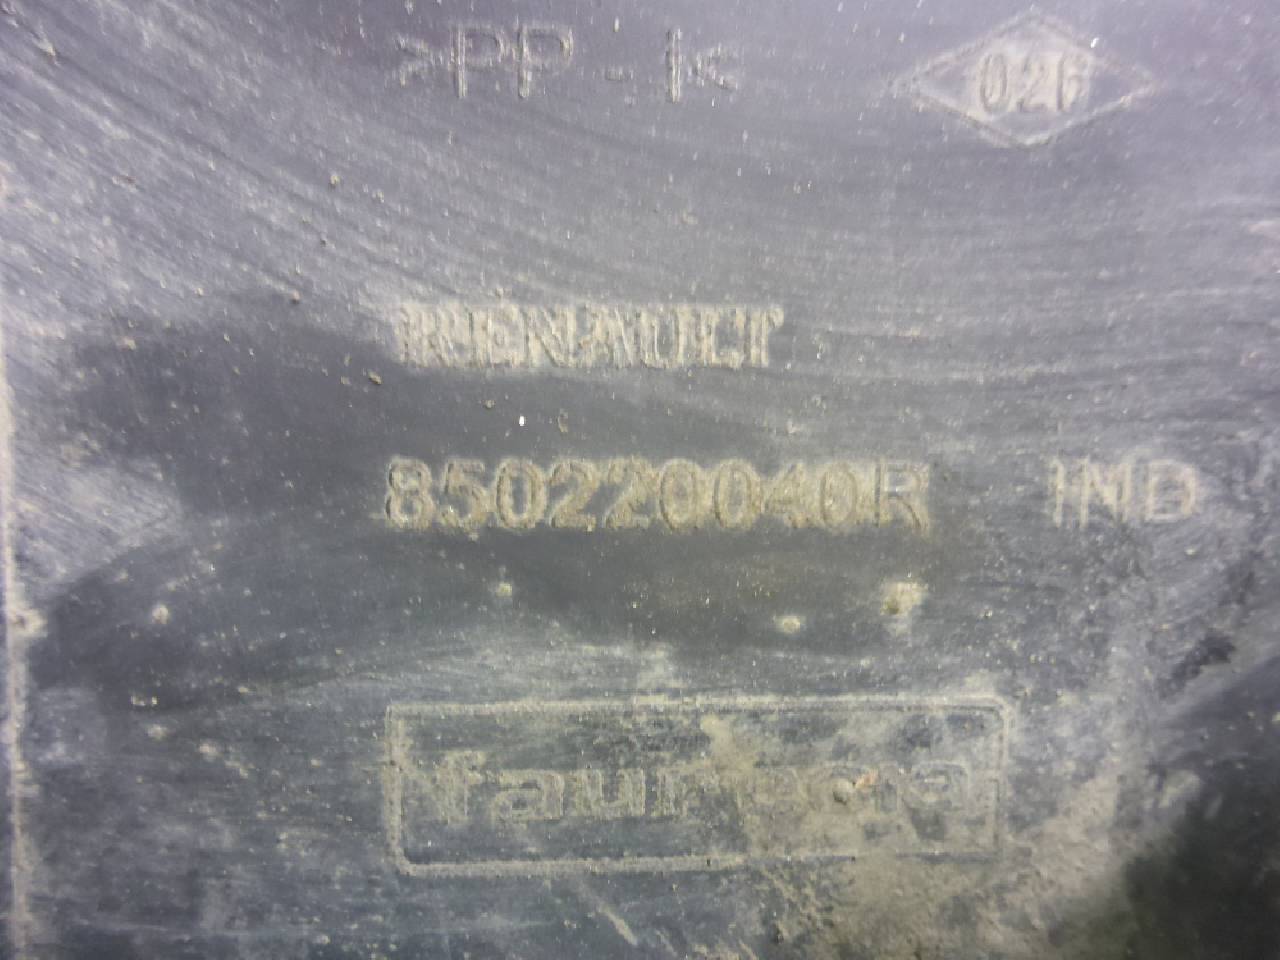 >PP - I< 026
RENAULT
850220040R IND
faurecia